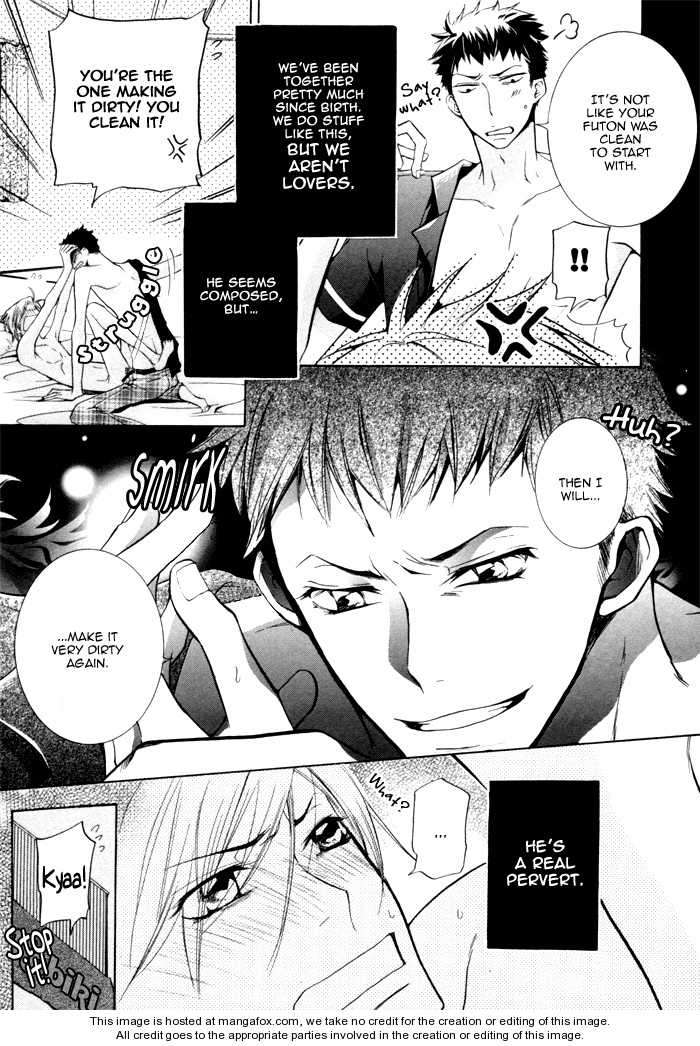 IT'S NOT
LIKE YOUR
FUTON WAS
CLEAN
TO START
WITH.
Say
what?
!!
WE'VE BEEN
TOGETHER
PRETTY MUCH
SINCE BIRTH.
WE DO STUFF
LIKE THIS,
BUT WE
AREN'T
LOVERS.
YOU'RE THE
ONE MAKING
IT DIRTY! YOU
CLEAN IT!
struggle
HE SEEMS
COMPOSED,
BUT...
Huh?
THEN I
WILL...
smirk
...MAKE IT
VERY DIRTY
AGAIN.
HE'S
A REAL
PERVERT.
What?
...
Kyaa!
Stop
it!
biki
This image is hosted at mangafox.com, we take no credit for the creation or editing of this image.
All credit goes to the appropriate parties involved in the creation or editing of this image.